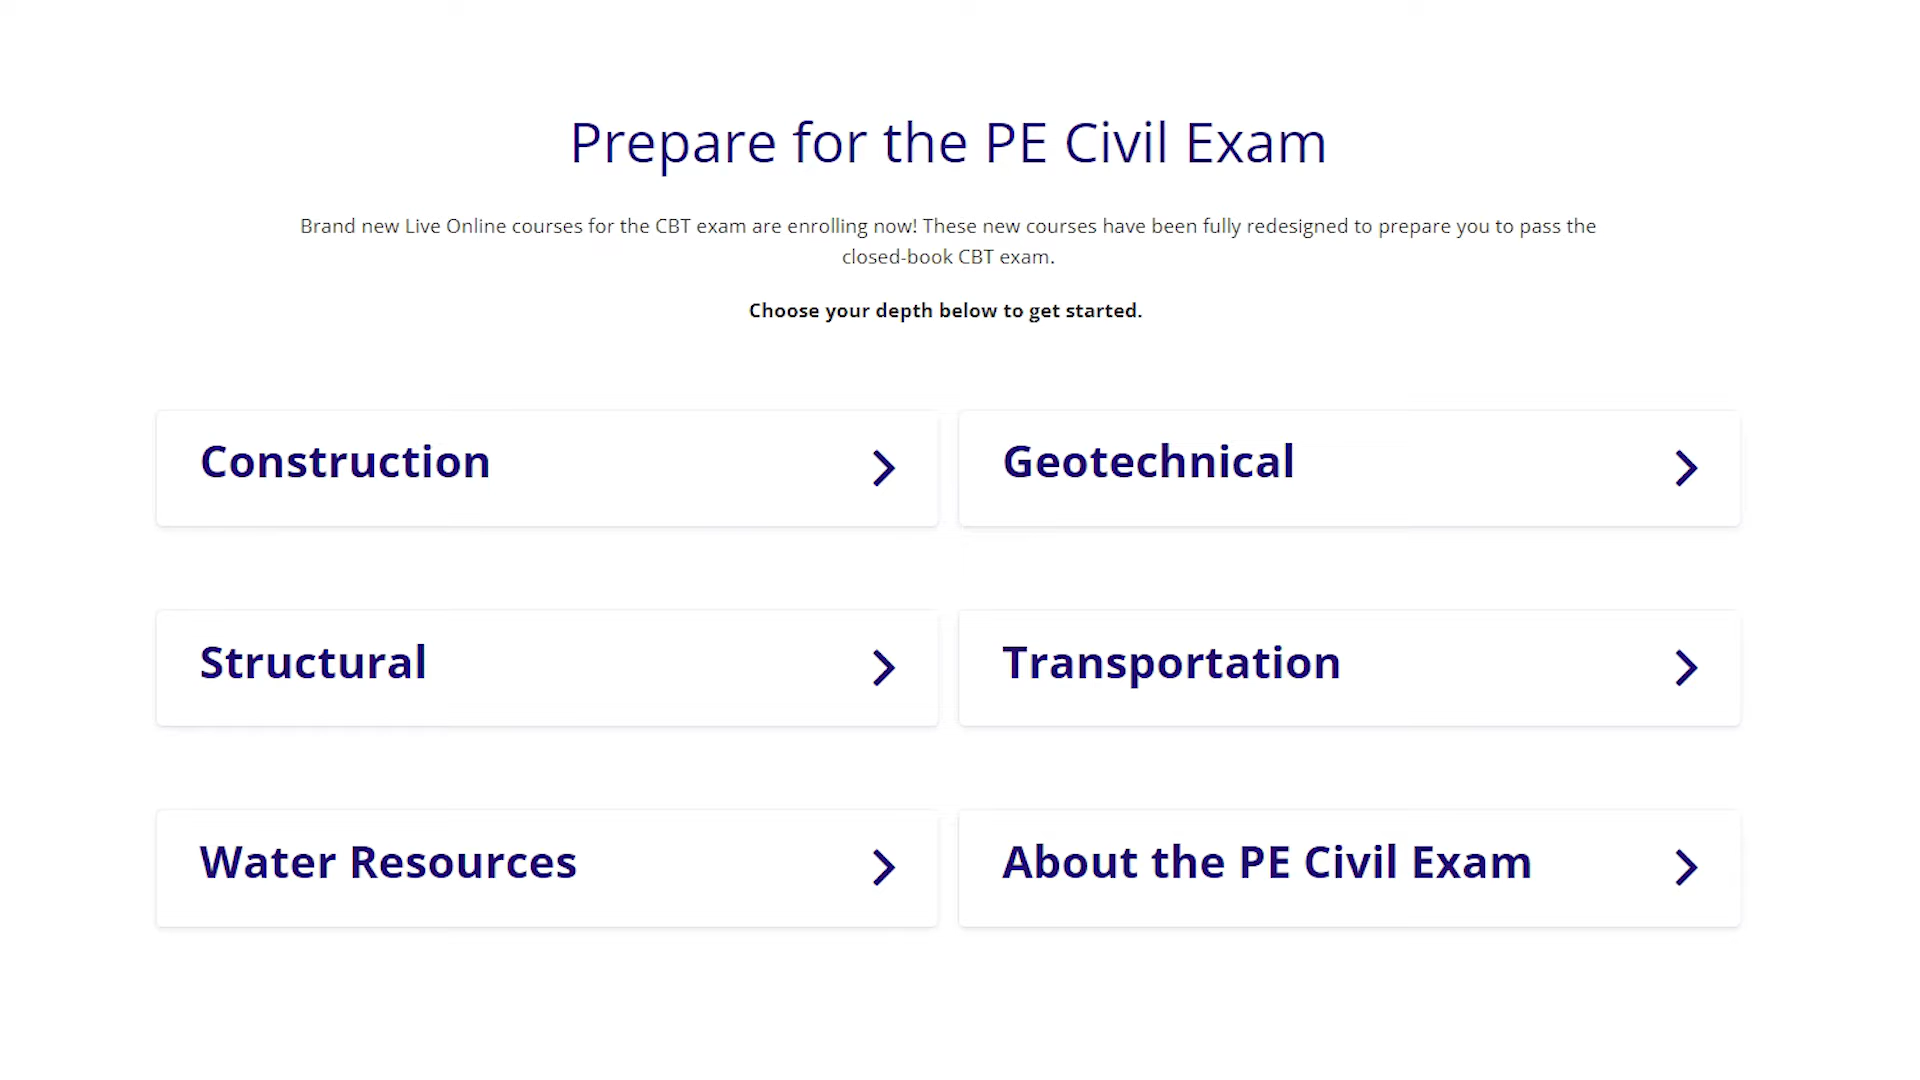 Prepare for the PE Civil Exam
Brand new Live Online courses for the CBT exam are enrolling now! These new courses have been fully redesigned to prepare you to pass the
closed-book CBT exam.
Choose your depth below to get started.
Construction
Geotechnical
Structural
Transportation
Water Resources
About the PE Civil Exam